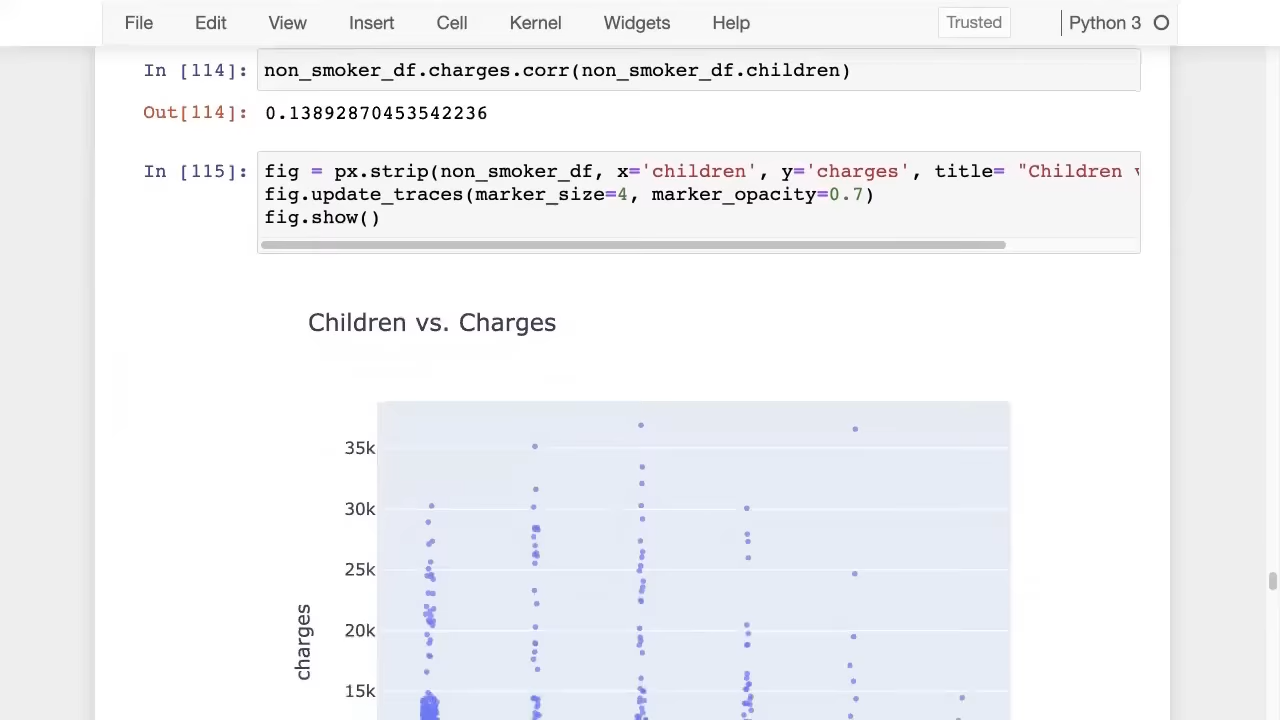 File Edit View Insert Cell Kernel Widgets Help Trusted Python 3
In [114]: non_smoker_df.charges.corr(non_smoker_df.children)
Out[114]: 0.13892870453542236
In [115]: fig = px.strip(non_smoker_df, x='children', y='charges', title= "Children
fig.update_traces(marker_size=4, marker_opacity=0.7)
fig.show()
Children vs. Charges
35k
30k
25k
20k
15k
charges